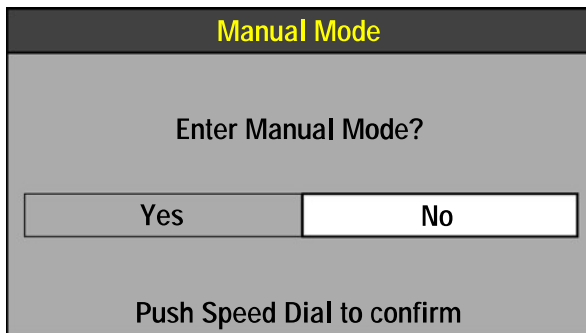 Manual Mode
Enter Manual Mode?
Yes No
Push Speed Dial to confirm